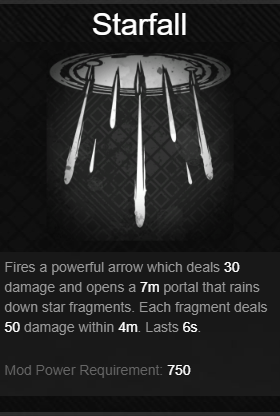 Starfall
Fires a powerful arrow which deals 30
damage and opens a 7m portal that rains
down star fragments. Each fragment deals
50 damage within 4m. Lasts 6s.
Mod Power Requirement: 750